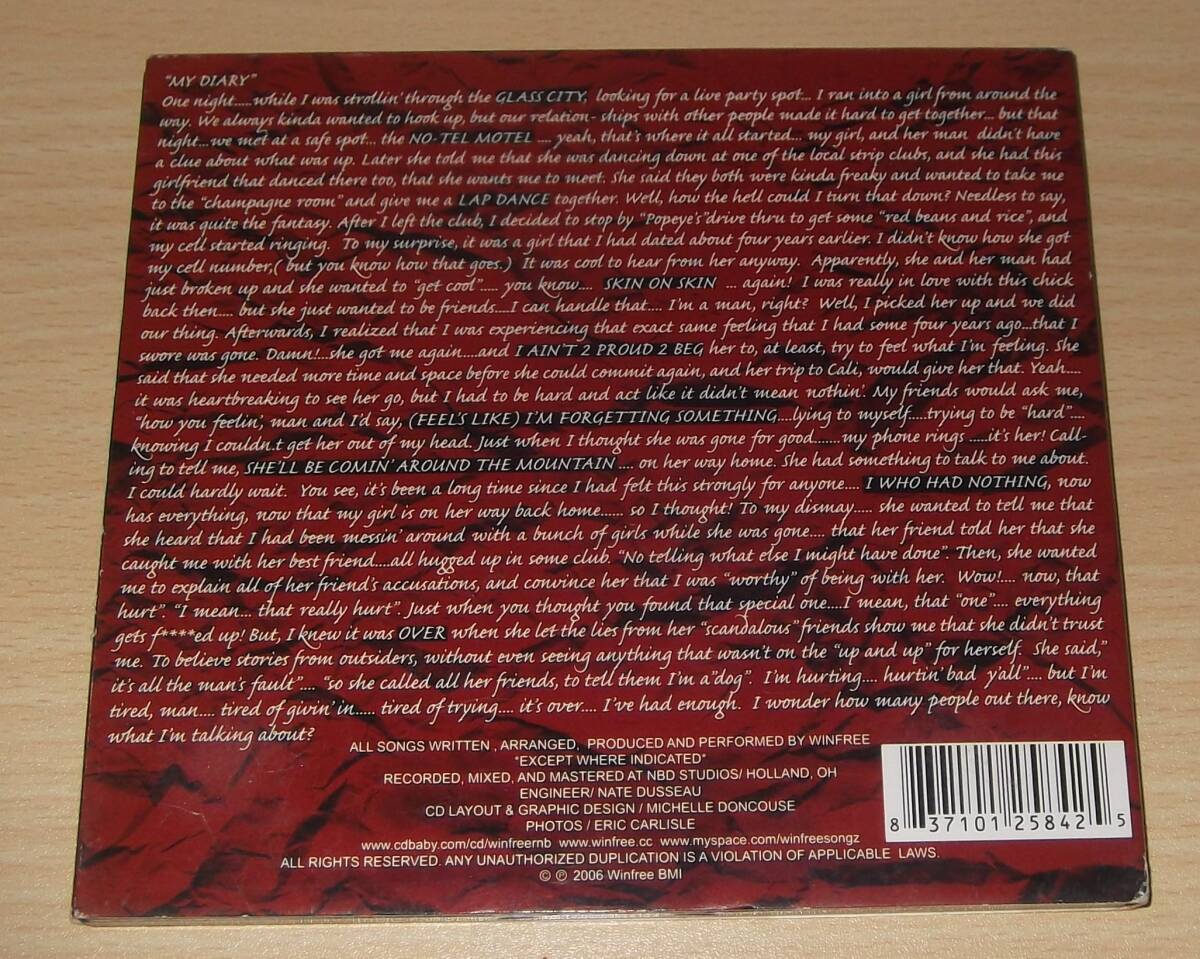 "MY DIARY"
One night.....while I was strollin' through the GLASS CITY, looking for a live party spot... I ran into a girl from around the
way. We always kinda wanted to hook up, but our relation- ships with other people made it hard to get together... but that
night...we met at a safe spot... the NO-TEL MOTEL .... yeah, that's where it all started... my girl, and her man didn't have
a clue about what was up. Later she told me that she was dancing down at one of the local strip clubs, and she had this
girlfriend that danced there too, that she wants me to meet. She said they both were kinda freaky and wanted to take me
to the "champagne room" and give me a LAP DANCE together. Well, how the hell could I turn that down? Needless to say,
it was quite the fantasy. After I left the club, I decided to stop by "Popeye's"drive thru to get some "red beans and rice", and
my cell started ringing. To my surprise, it was a girl that I had dated about four years earlier. I didn't know how she got
my cell number,( but you know how that goes.) It was cool to hear from her anyway. Apparently, she and her man had
just broken up and she wanted to "get cool"..... you know.... SKIN ON SKIN ... again! I was really in love with this chick
back then.... but she just wanted to be friends....I can handle that.... I'm a man, right? Well, I picked her up and we did
our thing. Afterwards, I realized that I was experiencing that exact same feeling that I had some four years ago...that I
swore was gone. Damn!...she got me again....and I AIN'T 2 PROUD 2 BEG her to, at least, try to feel what I'm feeling. She
said that she needed more time and space before she could commit again, and her trip to Cali, would give her that. Yeah....
it was heartbreaking to see her go, but I had to be hard and act like it didn't mean nothin'. My friends would ask me,
"how you feelin', man and I'd say, (FEEL'S LIKE) I'M FORGETTING SOMETHING....lying to myself....trying to be "hard"....
knowing I couldn.t get her out of my head. Just when I thought she was gone for good.......my phone rings .....it's her! Call-
ing to tell me, SHE'LL BE COMIN' AROUND THE MOUNTAIN .... on her way home. She had something to talk to me about.
I could hardly wait. You see, it's been a long time since I had felt this strongly for anyone.... I WHO HAD NOTHING, now
has everything, now that my girl is on her way back home...... so I thought! To my dismay..... she wanted to tell me that
she heard that I had been messin' around with a bunch of girls while she was gone.... that her friend told her that she
caught me with her best friend....all hugged up in some club. "No telling what else I might have done". Then, she wanted
me to explain all of her friend's accusations, and convince her that I was "worthy" of being with her. Wow!.... now, that
hurt". "I mean.... that really hurt". Just when you thought you found that special one....I mean, that "one".... everything
gets f****ed up! But, I knew it was OVER when she let the lies from her "scandalous" friends show me that she didn't trust
me. To believe stories from outsiders, without even seeing anything that wasn't on the "up and up" for herself. She said,"
it's all the man's fault".... "so she called all her friends, to tell them I'm a'dog". I'm hurting.... hurtin' bad y'all".... but I'm
tired, man.... tired of givin' in..... tired of trying.... it's over.... I've had enough. I wonder how many people out there, know
what I'm talking about?
ALL SONGS WRITTEN , ARRANGED, PRODUCED AND PERFORMED BY WINFREE
"EXCEPT WHERE INDICATED"
RECORDED, MIXED, AND MASTERED AT NBD STUDIOS/ HOLLAND, OH
ENGINEER/ NATE DUSSEAU
CD LAYOUT & GRAPHIC DESIGN / MICHELLE DONCOUSE
PHOTOS / ERIC CARLISLE
www.cdbaby.com/cd/winfreernb www.winfree.cc www.myspace.com/winfreesongz
ALL RIGHTS RESERVED. ANY UNAUTHORIZED DUPLICATION IS A VIOLATION OF APPLICABLE LAWS.
© ℗ 2006 Winfree BMI
8 37101 25842 5